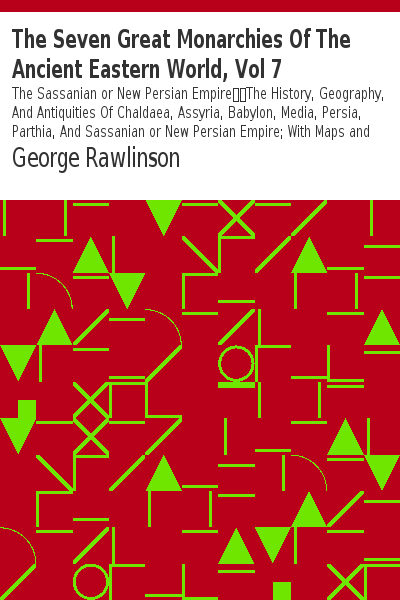 The Seven Great Monarchies Of The
Ancient Eastern World, Vol 7
The Sassanian or New Persian Empire▯▯The History, Geography,
And Antiquities Of Chaldaea, Assyria, Babylon, Media, Persia,
Parthia, And Sassanian or New Persian Empire; With Maps and
George Rawlinson